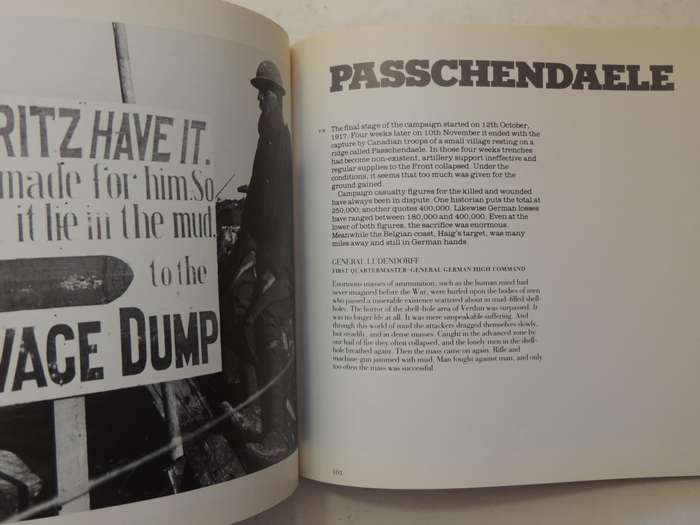 RITZ HAVE IT.
made for him. So
it lie in the mud.
to the
VAGE DUMP
PASSCHENDAELE
The final stage of the campaign started on 12th October,
1917. Four weeks later on 10th November it ended with the
capture by Canadian troops of a small village resting on a
ridge called Passchendaele. In those four weeks trenches
had become non-existent, artillery support ineffective and
regular supplies to the Front collapsed. Under the
conditions, it seems that too much was given for the
ground gained.
Campaign casualty figures for the killed and wounded
have always been in dispute. One historian puts the total at
250,000, another quotes 400,000. Likewise German losses
have ranged between 180,000 and 400,000. Even at the
lower of both figures, the sacrifice was enormous.
Meanwhile the Belgian coast, Haig's target, was many
miles away and still in German hands.
GENERAL LUDENDORFF
FIRST QUARTERMASTER-GENERAL GERMAN HIGH COMMAND
Enormous masses of ammunition, such as the human mind had
never imagined before the War, were hurled upon the bodies of men
who passed a miserable existence scattered about in mud-filled shell-
holes. The horror of the shell-hole area of Verdun was surpassed. It
was no longer life at all. It was mere unspeakable suffering. And
through this world of mud the attackers dragged themselves slowly,
but steadily, and in dense masses. Caught in the advanced zone by
our hail of fire they often collapsed, and the lonely men in the shell-
hole breathed again. Then the mass came on again. Rifle and
machine-gun jammed with mud. Man fought against man, and only
too often the mass was successful.